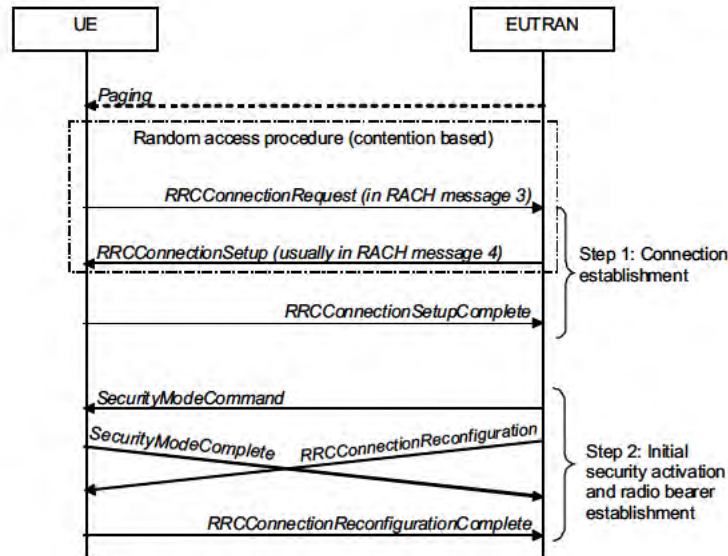 UE
EUTRAN
Paging
Random access procedure (contention based)
RRCConnectionRequest (in RACH message 3)
RRCConnectionSetup (usually in RACH message 4)
Step 1: Connection
establishment
RRCConnectionSetupComplete
SecurityModeCommand
SecurityModeComplete
RRCConnectionReconfiguration
Step 2: Initial
security activation
and radio bearer
establishment
RRCConnectionReconfigurationComplete